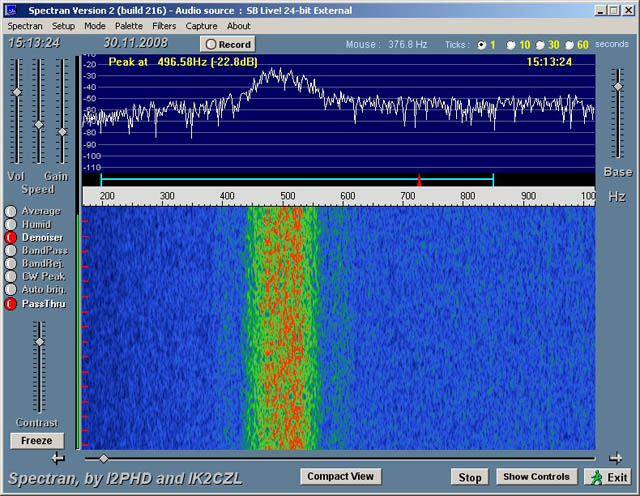 Spectran Version 2 (build 216) - Audio source : SB Live! 24-bit External
Spectran Setup Mode Palette Filters Capture About
15:13:24 30.11.2008 Record Mouse : 376.8 Hz Ticks : 1 10 30 60 seconds
Peak at 496.58Hz (-22.8dB) 15:13:24
-10
-20
-30
-40
-50
-60
-70
-80
-90
-100
-110
Vol Gain
Speed
Base
200 300 400 500 600 700 800 900 1000 Hz
Average
Humid
Denoiser
BandPass
BandRej.
CW Peak
Auto brig.
PassThru
Contrast
Freeze
Spectran, by I2PHD and IK2CZL Compact View Stop Show Controls Exit